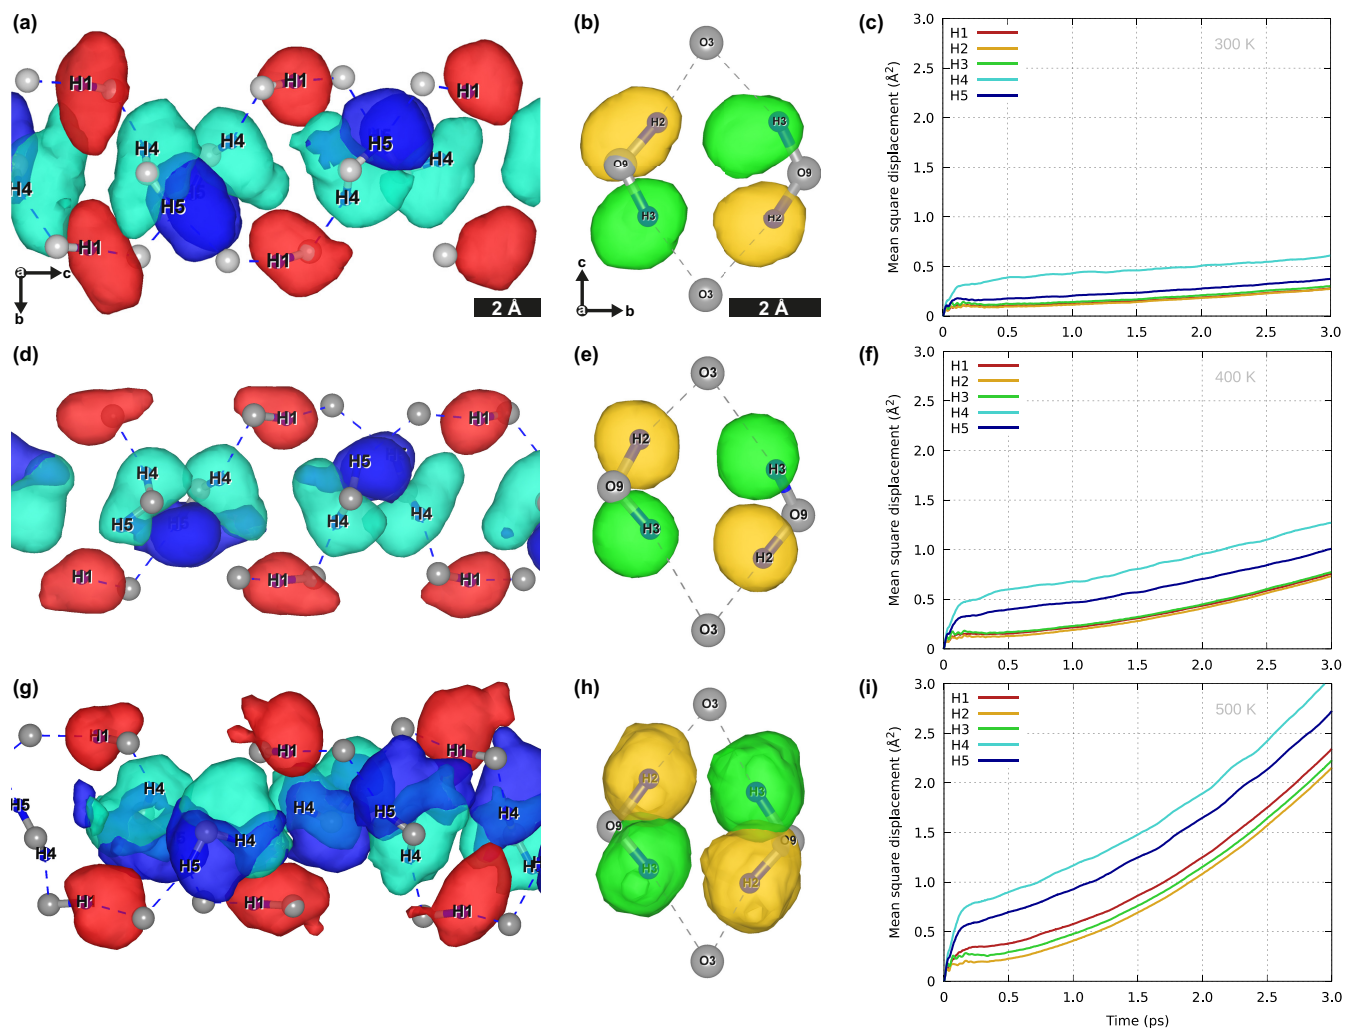 (a)
H1
H1
H1
H4
H4
H4
H4
H5
H5
H5
H4
H1
H1
a
c
b
2 Å
(b)
O3
H2
H3
O9
O9
H3
H2
O3
c
a
b
2 Å
(c)
3.0
2.5
2.0
1.5
1.0
0.5
0
Mean square displacement (Å²)
H1
H2
H3
H4
H5
300 K
0
0.5
1.0
1.5
2.0
2.5
3.0
(d)
H1
H1
H5
H4
H4
H5
H5
H4
H4
H1
H1
H1
(e)
O3
H2
H3
O9
O9
H3
H2
O3
(f)
3.0
2.5
2.0
1.5
1.0
0.5
0
Mean square displacement (Å²)
H1
H2
H3
H4
H5
400 K
0
0.5
1.0
1.5
2.0
2.5
3.0
(g)
H1
H1
H1
H4
H5
H4
H5
H4
H4
H4
H5
H4
H1
H1
H1
(h)
O3
H2
H3
O9
O9
H3
H2
O3
(i)
3.0
2.5
2.0
1.5
1.0
0.5
0
Mean square displacement (Å²)
H1
H2
H3
H4
H5
500 K
0
0.5
1.0
1.5
2.0
2.5
3.0
Time (ps)